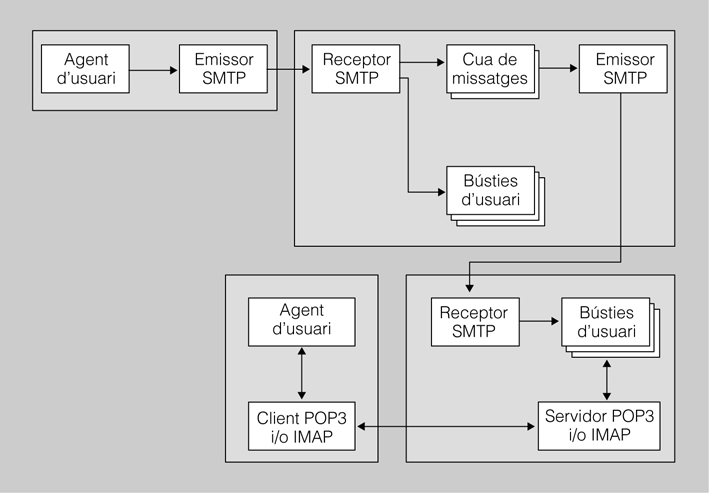 Agent
d'usuari
Emissor
SMTP
Receptor
SMTP
Cua de
missatges
Emissor
SMTP
Bústies
d'usuari
Agent
d'usuari
Receptor
SMTP
Bústies
d'usuari
Client POP3
i/o IMAP
Servidor POP3
i/o IMAP